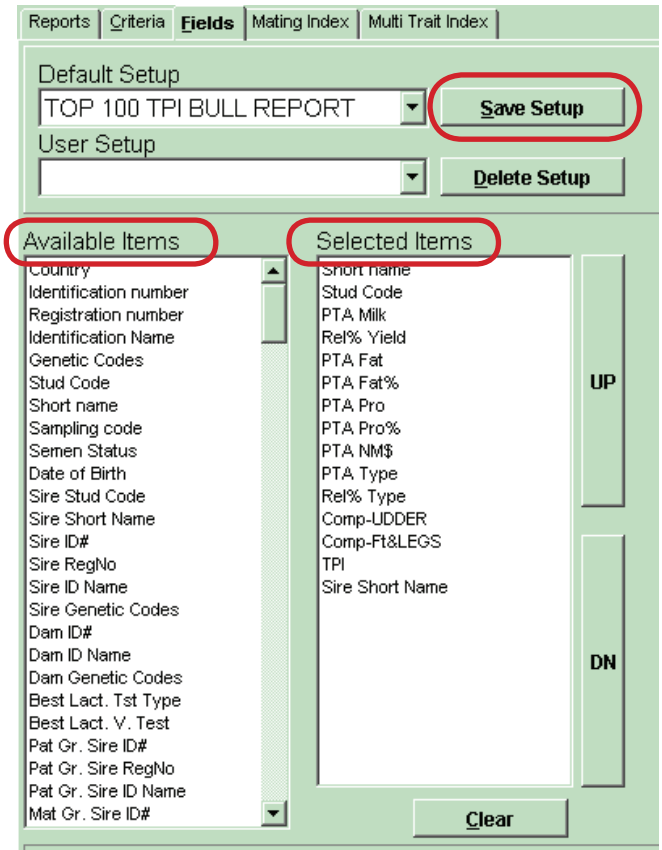 Reports Criteria Fields Mating Index Multi Trait Index
Default Setup
TOP 100 TPI BULL REPORT
Save Setup
User Setup
Delete Setup
Available Items
Country
Identification number
Registration number
Identification Name
Genetic Codes
Stud Code
Short name
Sampling code
Semen Status
Date of Birth
Sire Stud Code
Sire Short Name
Sire ID#
Sire RegNo
Sire ID Name
Sire Genetic Codes
Dam ID#
Dam ID Name
Dam Genetic Codes
Best Lact. Tst Type
Best Lact. V. Test
Pat Gr. Sire ID#
Pat Gr. Sire RegNo
Pat Gr. Sire ID Name
Mat Gr. Sire ID#
Selected Items
Short name
Stud Code
PTA Milk
Rel% Yield
PTA Fat
PTA Fat%
PTA Pro
PTA Pro%
PTA NM$
PTA Type
Rel% Type
Comp-UDDER
Comp-Ft&LEGS
TPI
Sire Short Name
UP
DN
Clear